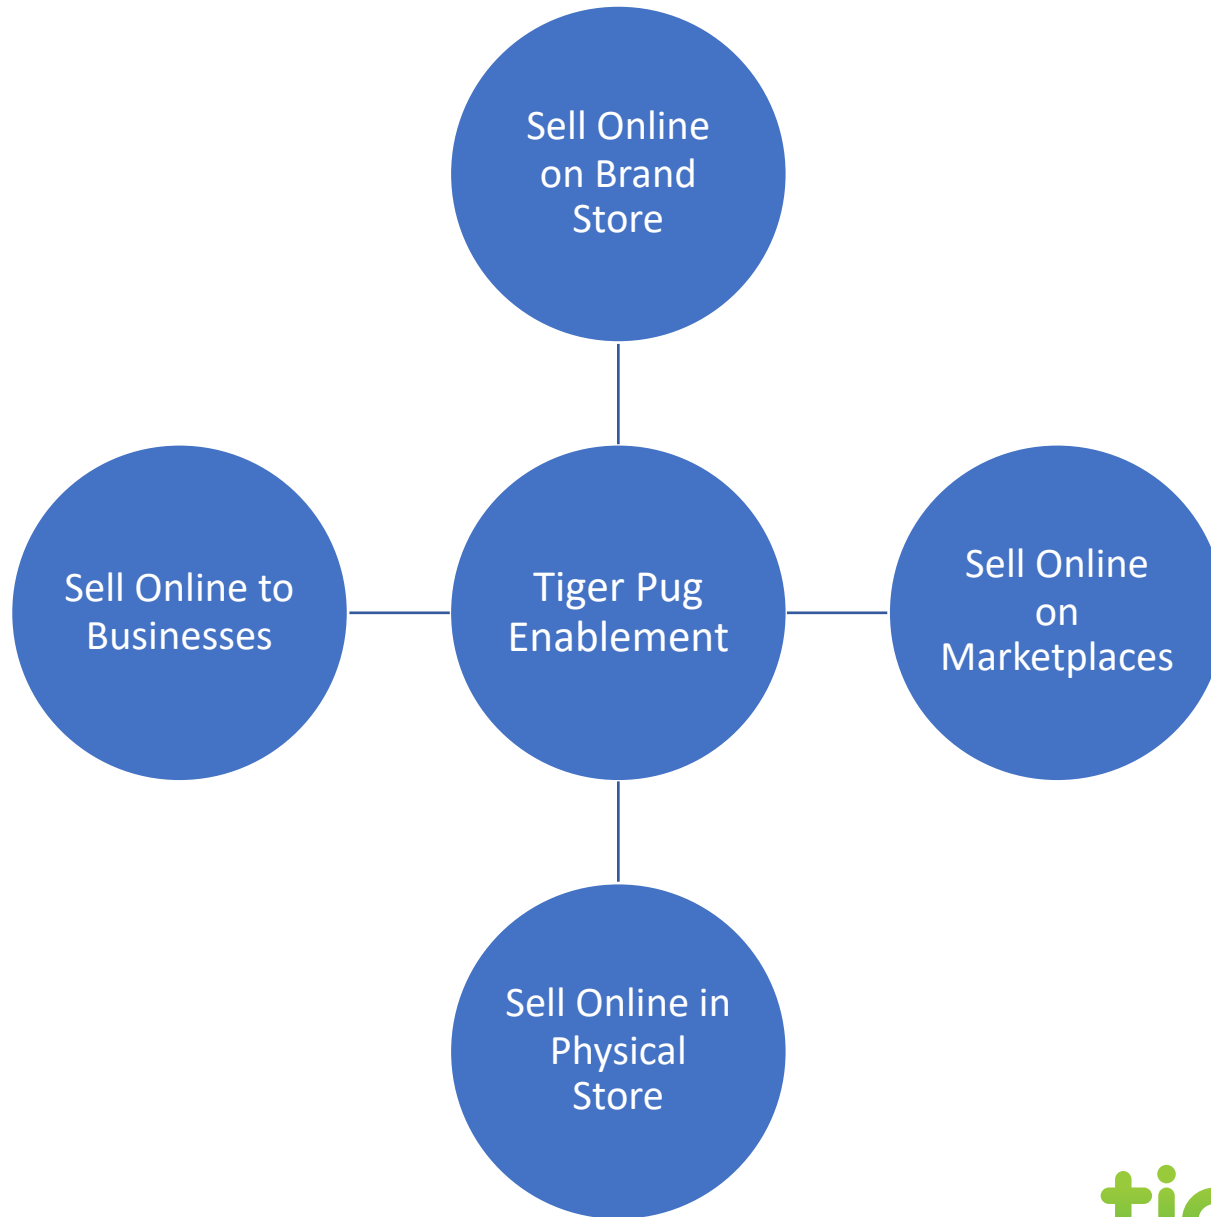 Sell Online
on Brand
Store
Sell Online to
Businesses
Tiger Pug
Enablement
Sell Online
on
Marketplaces
Sell Online in
Physical
Store